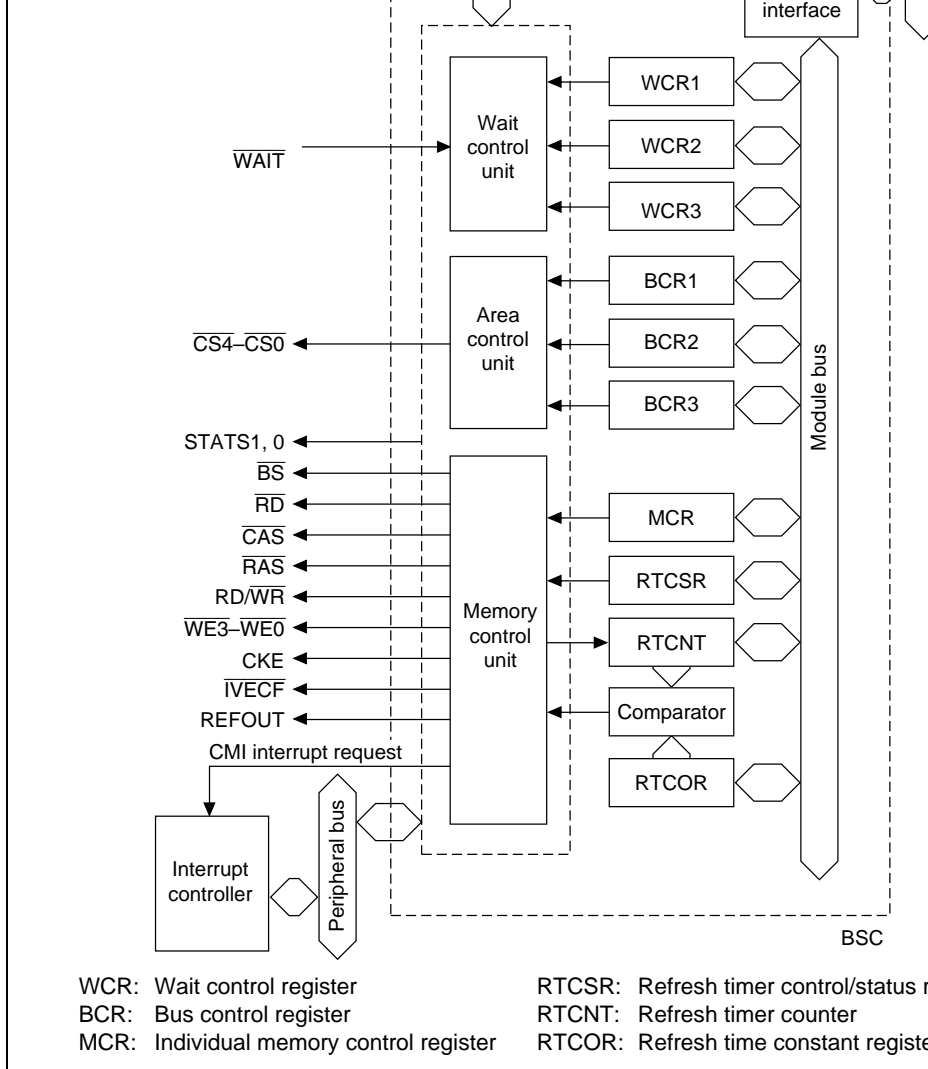 interface
WCR1
Wait
control
unit
WCR2
WAIT
WCR3
BCR1
Area
control
unit
CS4–CS0
BCR2
BCR3
Module bus
STATS1, 0
BS
RD
MCR
CAS
RAS
RTCSR
RD/WR
Memory
control
unit
WE3–WE0
RTCNT
CKE
IVECF
REFOUT
Comparator
CMI interrupt request
RTCOR
Interrupt
controller
Peripheral bus
BSC
WCR: Wait control register
BCR: Bus control register
MCR: Individual memory control register
RTCSR: Refresh timer control/status
RTCNT: Refresh timer counter
RTCOR: Refresh time constant